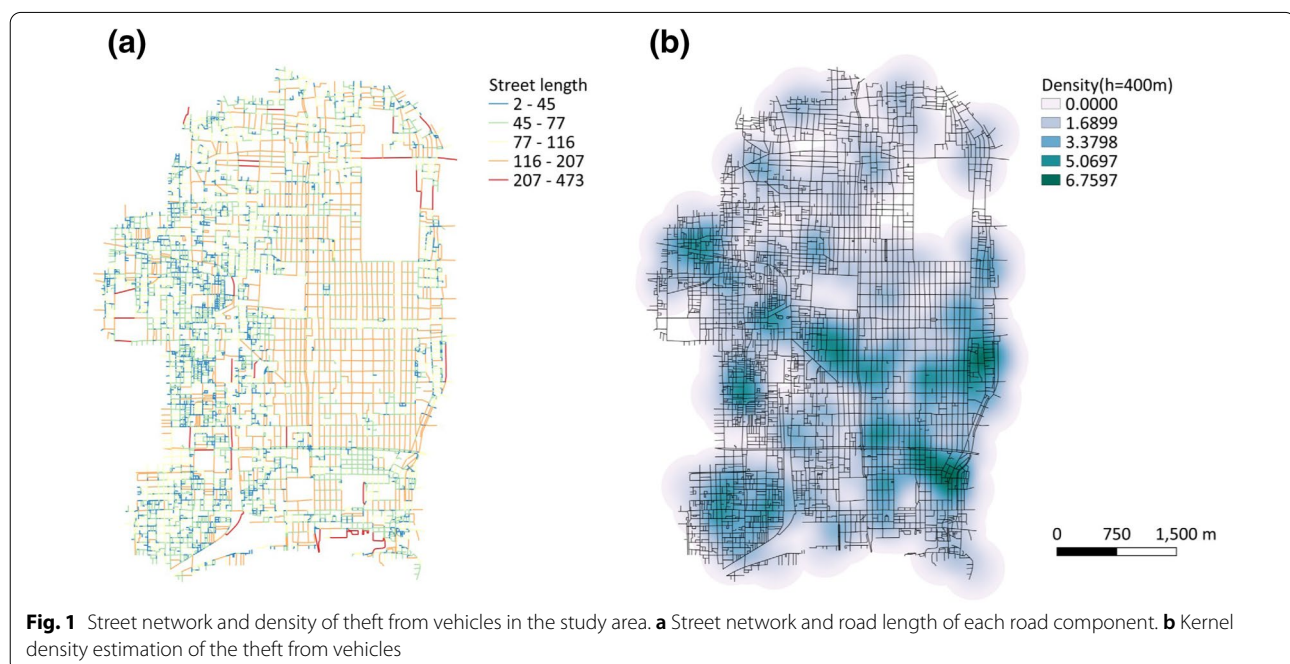 (a)
Street length
2 - 45
45 - 77
77 - 116
116 - 207
207 - 473
(b)
Density(h=400m)
0.0000
1.6899
3.3798
5.0697
6.7597
0 750 1,500 m
Fig. 1 Street network and density of theft from vehicles in the study area. a Street network and road length of each road component. b Kernel
density estimation of the theft from vehicles